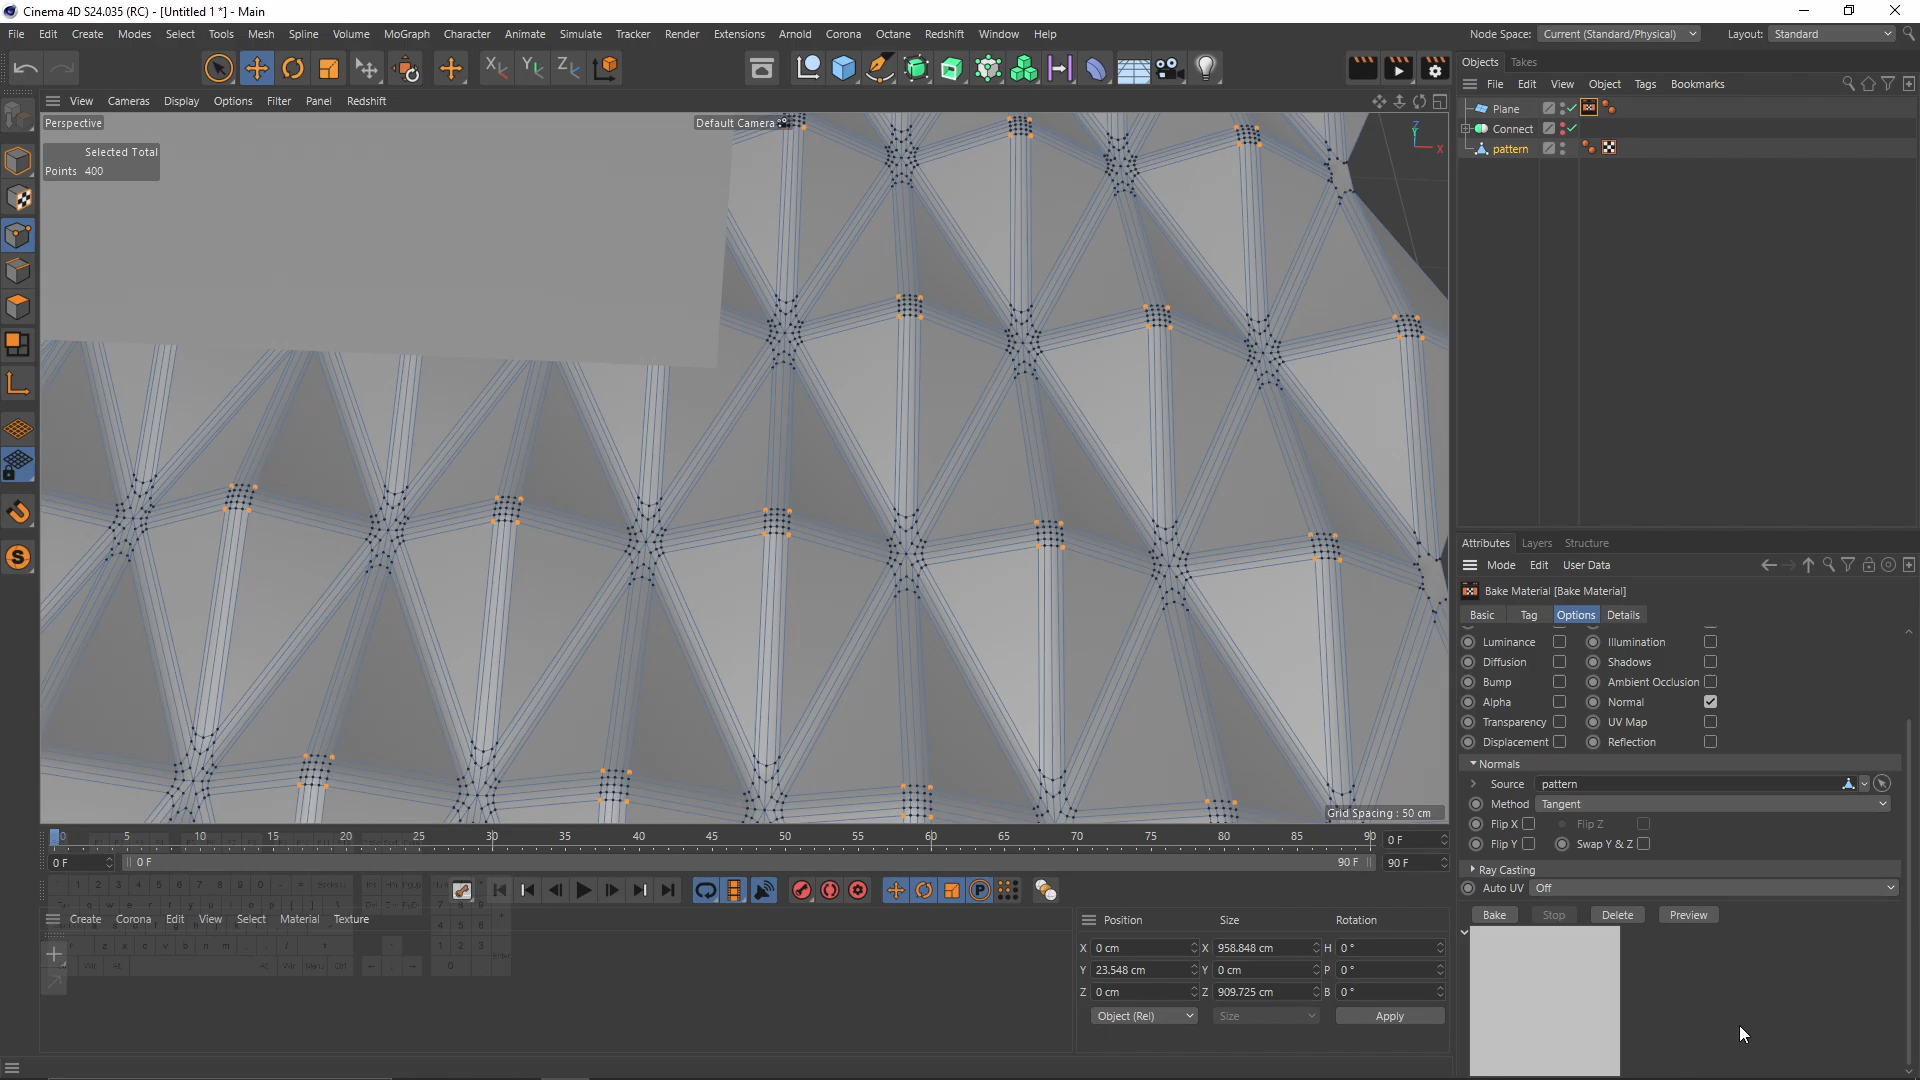 Cinema 4D S24.035 (RC) - [Untitled 1 *] - Main
File Edit Create Modes Select Tools Mesh Spline Volume MoGraph Character Animate Simulate Tracker Render Extensions Arnold Corona Octane Redshift Window Help
Node Space: Current (Standard/Physical) Layout: Standard
Objects Takes
View Cameras Display Options Filter Panel Redshift
File Edit View Object Tags Bookmarks
Perspective
Default Camera
Selected Total
Points 400
Plane
Connect
pattern
Grid Spacing : 50 cm
Attributes Layers Structure
Mode Edit User Data
Bake Material [Bake Material]
Basic Tag Options Details
Luminance Illumination
Diffusion Shadows
Bump Ambient Occlusion
Alpha Normal
Transparency UV Map
Displacement Reflection
Normals
Source pattern
Method Tangent
Flip X Flip Z
Flip Y Swap Y & Z
Ray Casting
Auto UV Off
Bake Stop Delete Preview
0 5 10 15 20 25 30 35 40 45 50 55 60 65 70 75 80 85 90 0 F
0 F 0 F 90 F 90 F
Create Corona Edit View Select Material Texture
Position Size Rotation
X 0 cm X 958.848 cm H 0 °
Y 23.548 cm Y 0 cm P 0 °
Z 0 cm Z 909.725 cm B 0 °
Object (Rel) Size Apply